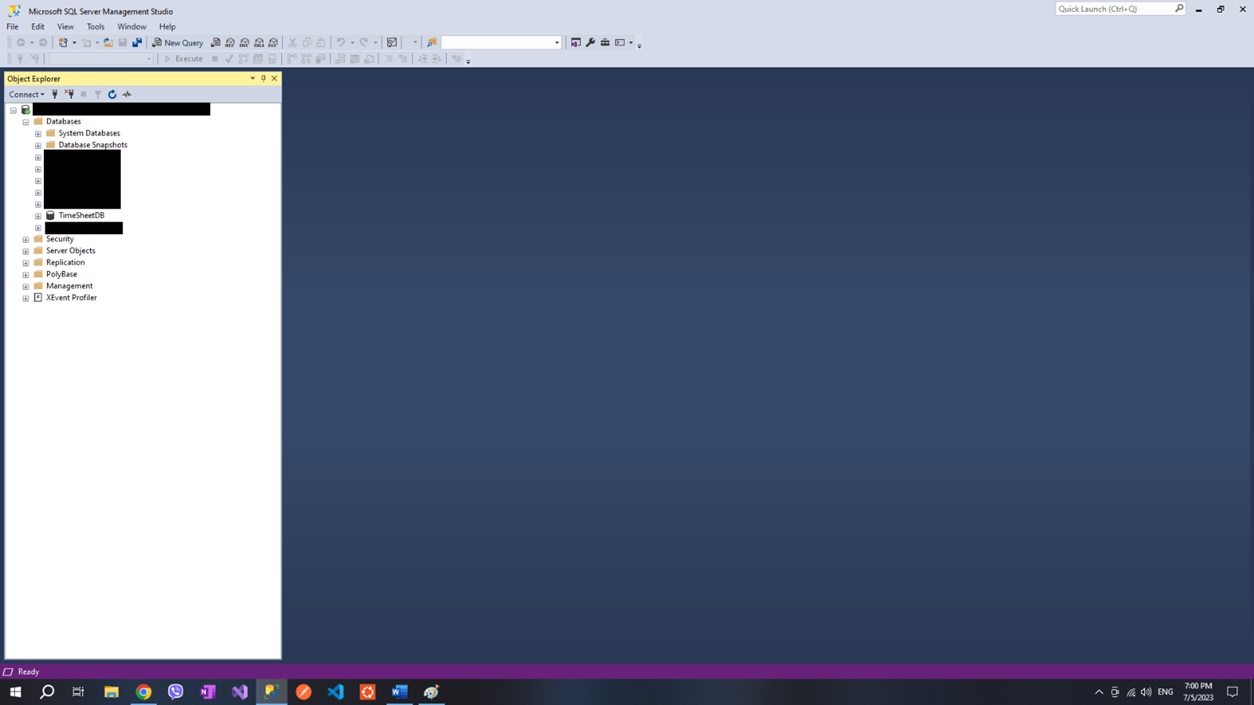 Microsoft SQL Server Management Studio
Quick Launch (Ctrl+Q)
File Edit View Tools Window Help
New Query
Execute
Object Explorer
Connect
Databases
System Databases
Database Snapshots
TimeSheetDB
Security
Server Objects
Replication
PolyBase
Management
XEvent Profiler
Ready
ENG
7:00 PM
7/5/2023